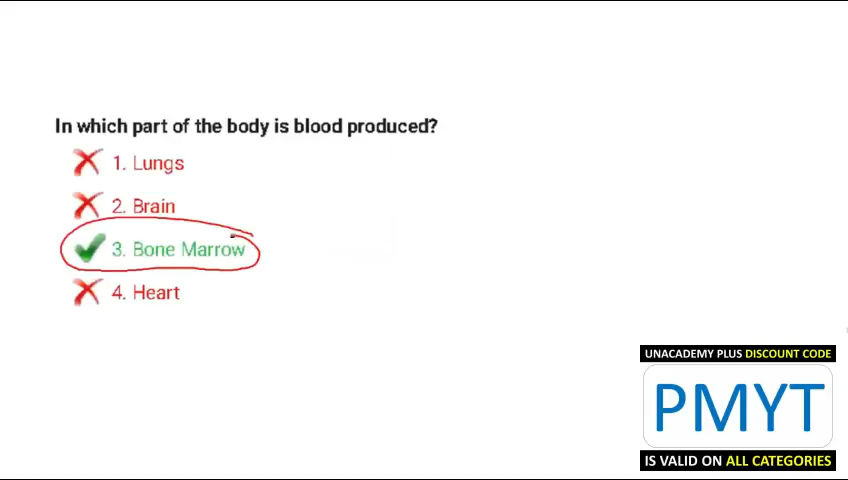 In which part of the body is blood produced?
1. Lungs
2. Brain
3. Bone Marrow
4. Heart
UNACADEMY PLUS DISCOUNT CODE
PMYT
IS VALID ON ALL CATEGORIES